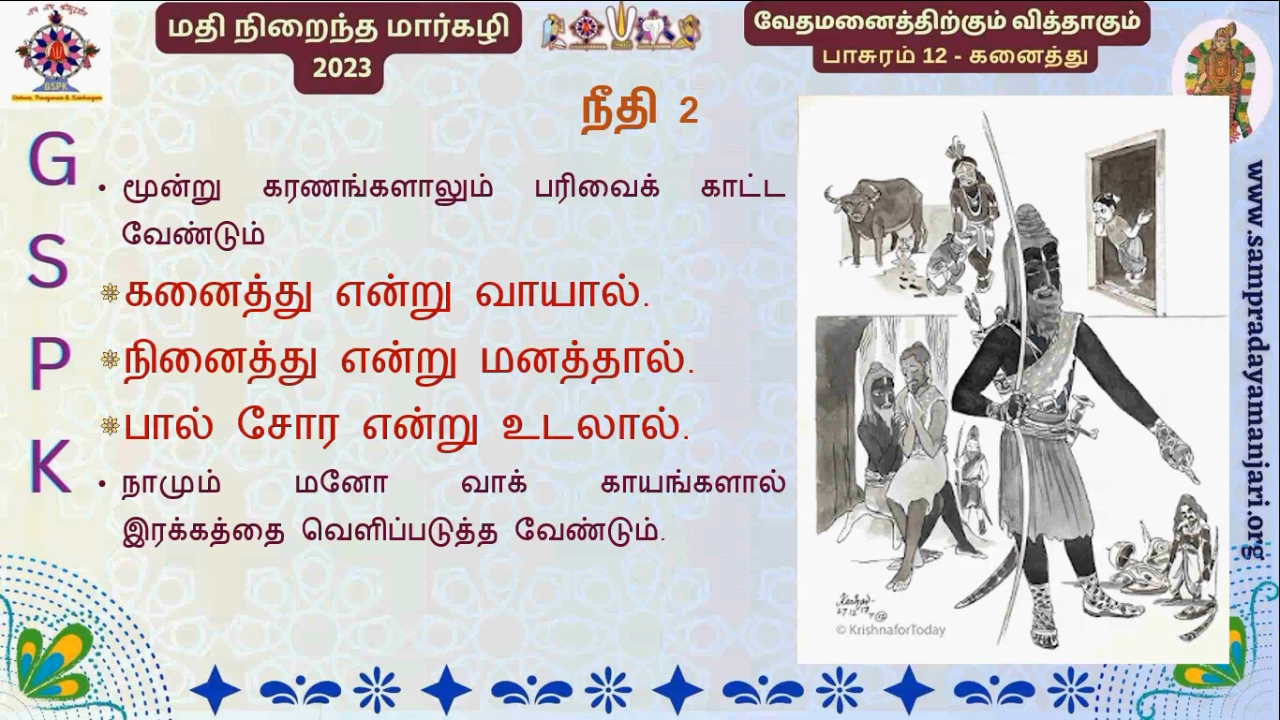 மதி நிறைந்த மார்கழி
2023
வேதமனைத்திற்கும் வித்தாகும்
பாசுரம் 12 - கனைத்து
GSPK
நீதி 2
• மூன்று கரணங்களாலும் பரிவைக் காட்ட
வேண்டும்
கனைத்து என்று வாயால்.
நினைத்து என்று மனத்தால்.
பால் சோர என்று உடலால்.
• நாமும் மனோ வாக் காயங்களால்
இரக்கத்தை வெளிப்படுத்த வேண்டும்.
© KrishnaforToday
www.sampradayamanjari.org